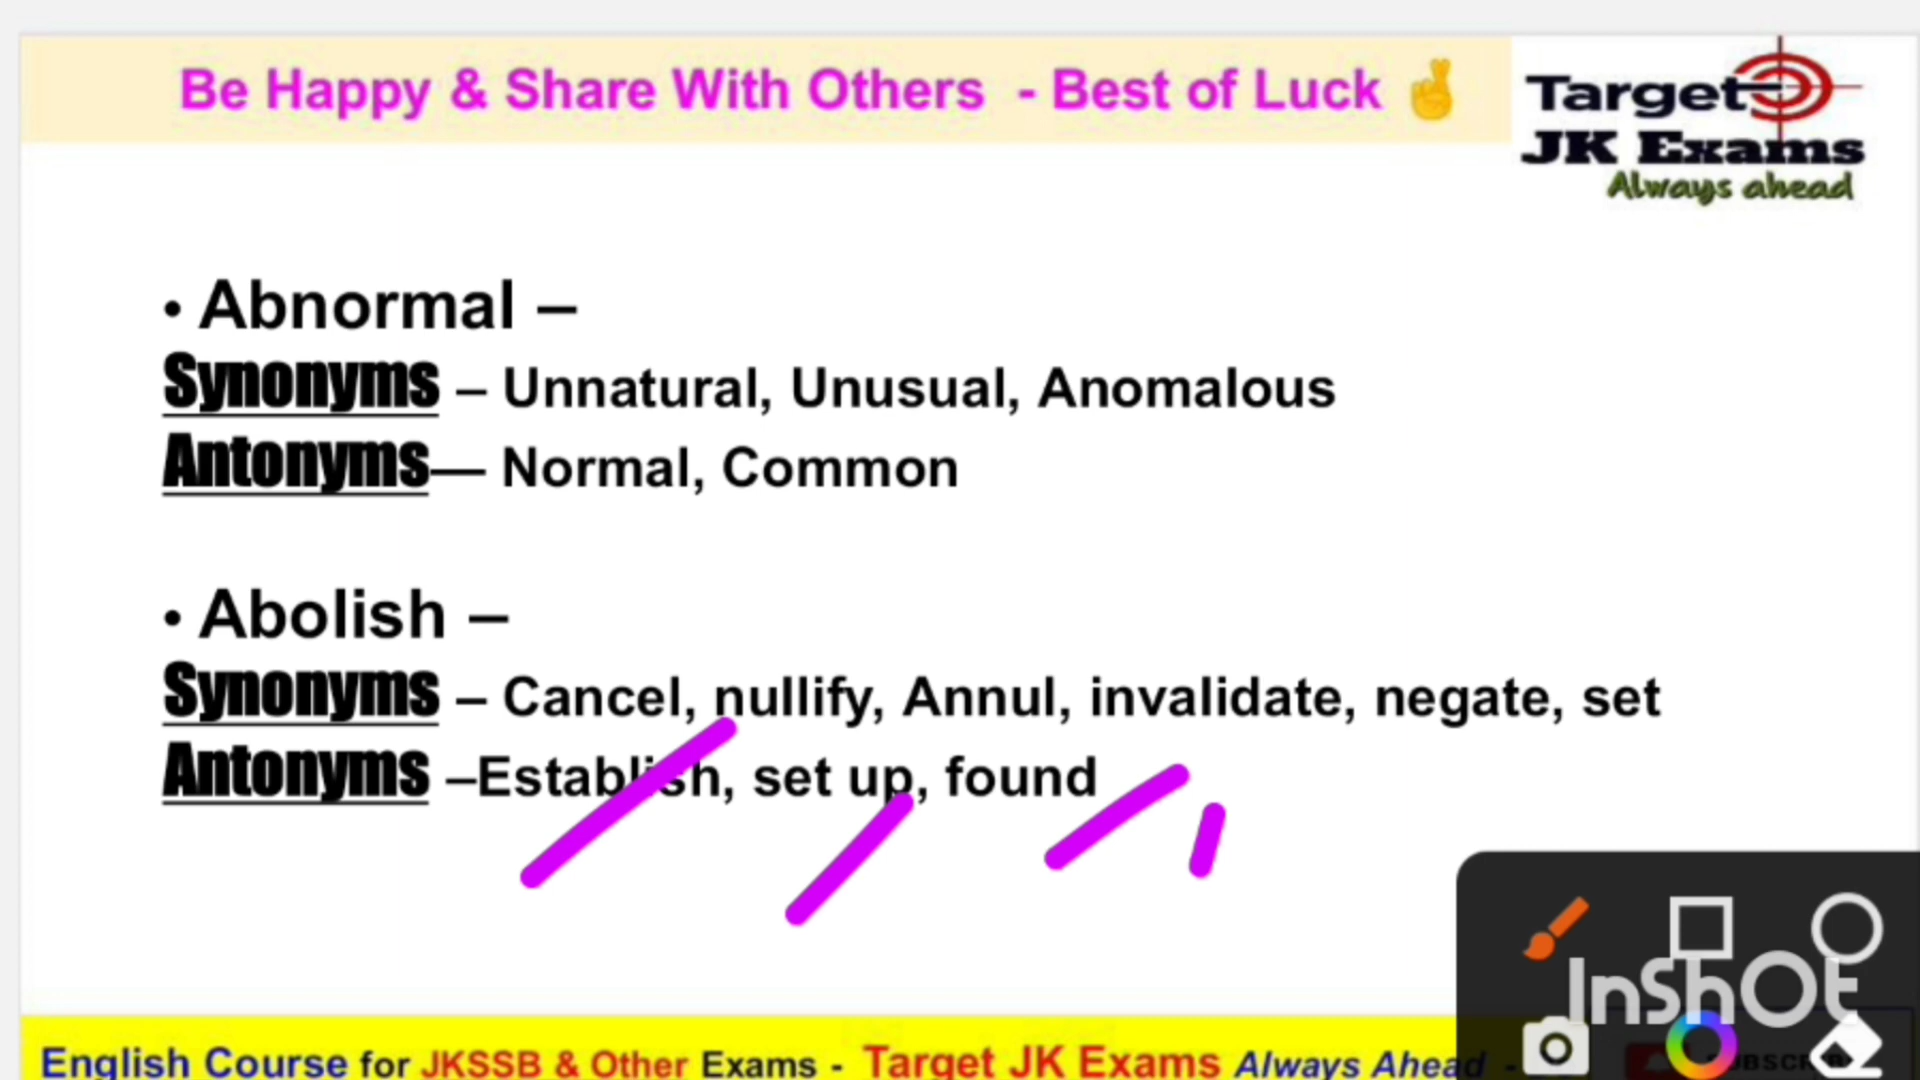 Be Happy & Share With Others - Best of Luck 🤞
Target
JK Exams
Always ahead
• Abnormal –
Synonyms – Unnatural, Unusual, Anomalous
Antonyms— Normal, Common
• Abolish –
Synonyms – Cancel, nullify, Annul, invalidate, negate, set
Antonyms –Establish, set up, found
InShOt
English Course for JKSSB & Other Exams - Target JK Exams Always Ahead -